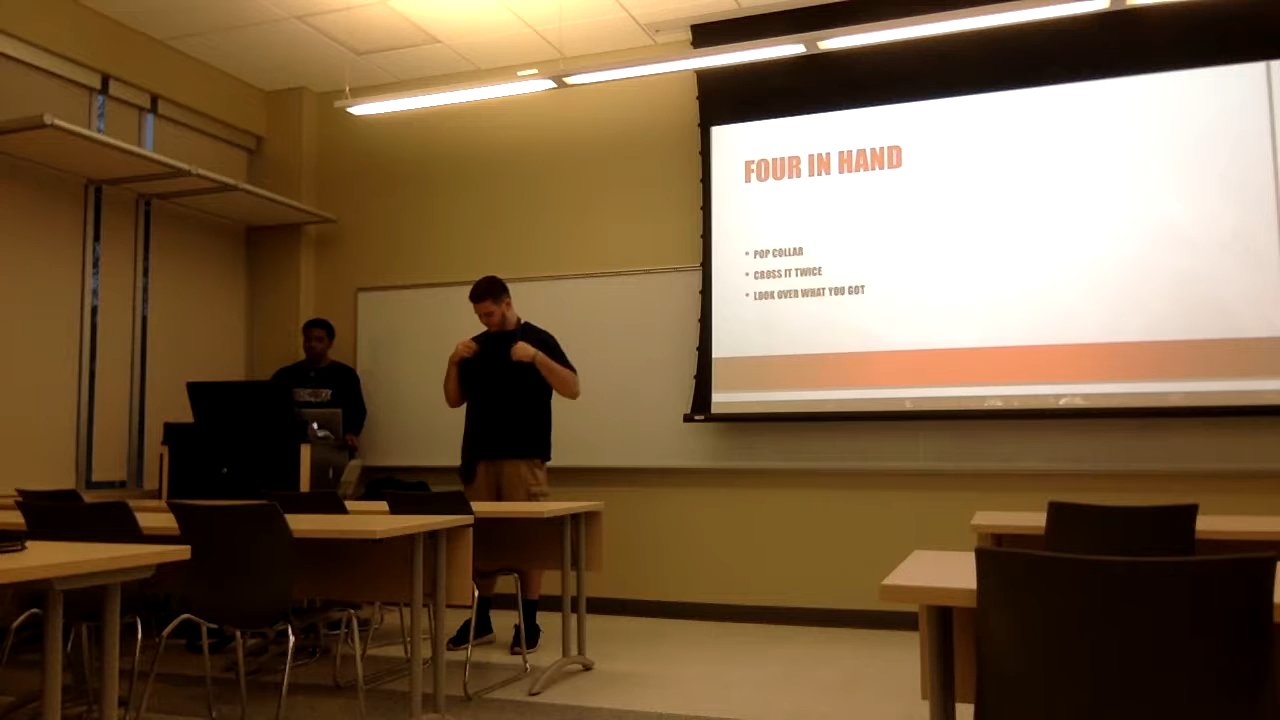 FOUR IN HAND
• POP COLLAR
• CROSS IT TWICE
• LOOK OVER WHAT YOU GOT